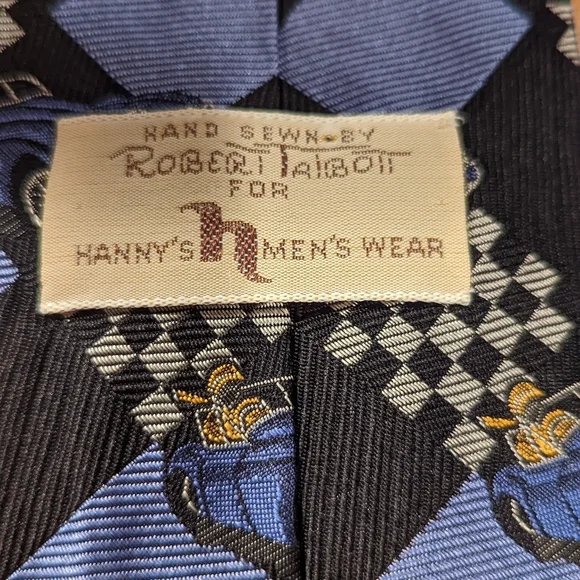 HAND SEWN BY
ROBERT TALBOTT
FOR
HANNY'S h MEN'S WEAR